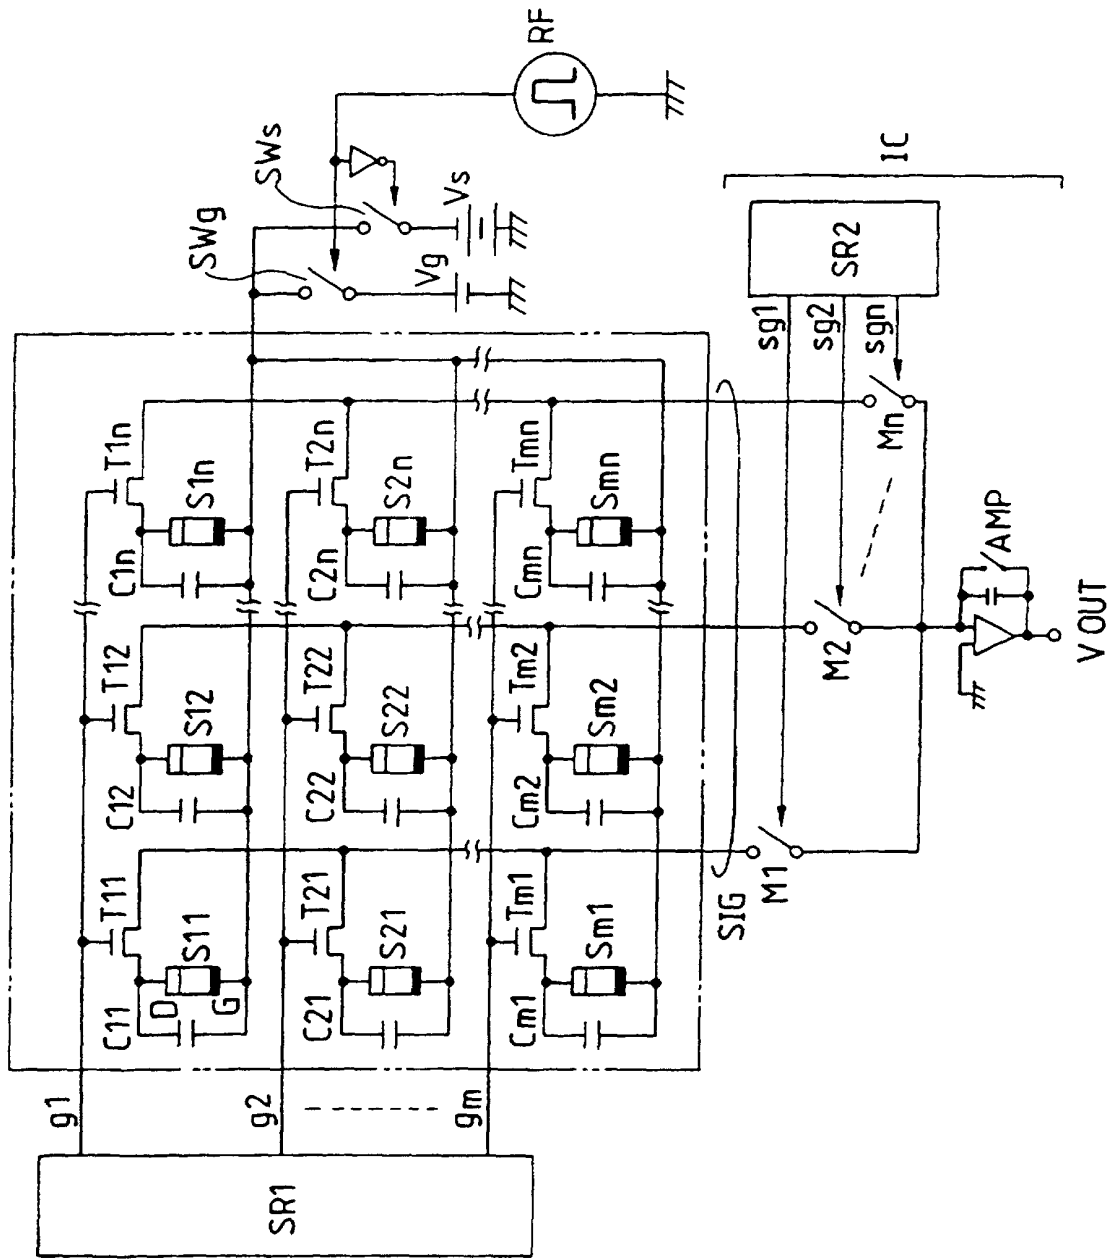 SR1
g1
g2
gm
C11
T11
S11
D
G
C12
T12
S12
C1n
T1n
S1n
C21
T21
S21
C22
T22
S22
C2n
T2n
S2n
Cm1
Tm1
Sm1
Cm2
Tm2
Sm2
Cmn
Tmn
Smn
SWg
SWs
Vg
Vs
RF
SIG
M1
M2
Mn
sg1
sg2
sgn
SR2
IC
AMP
V OUT